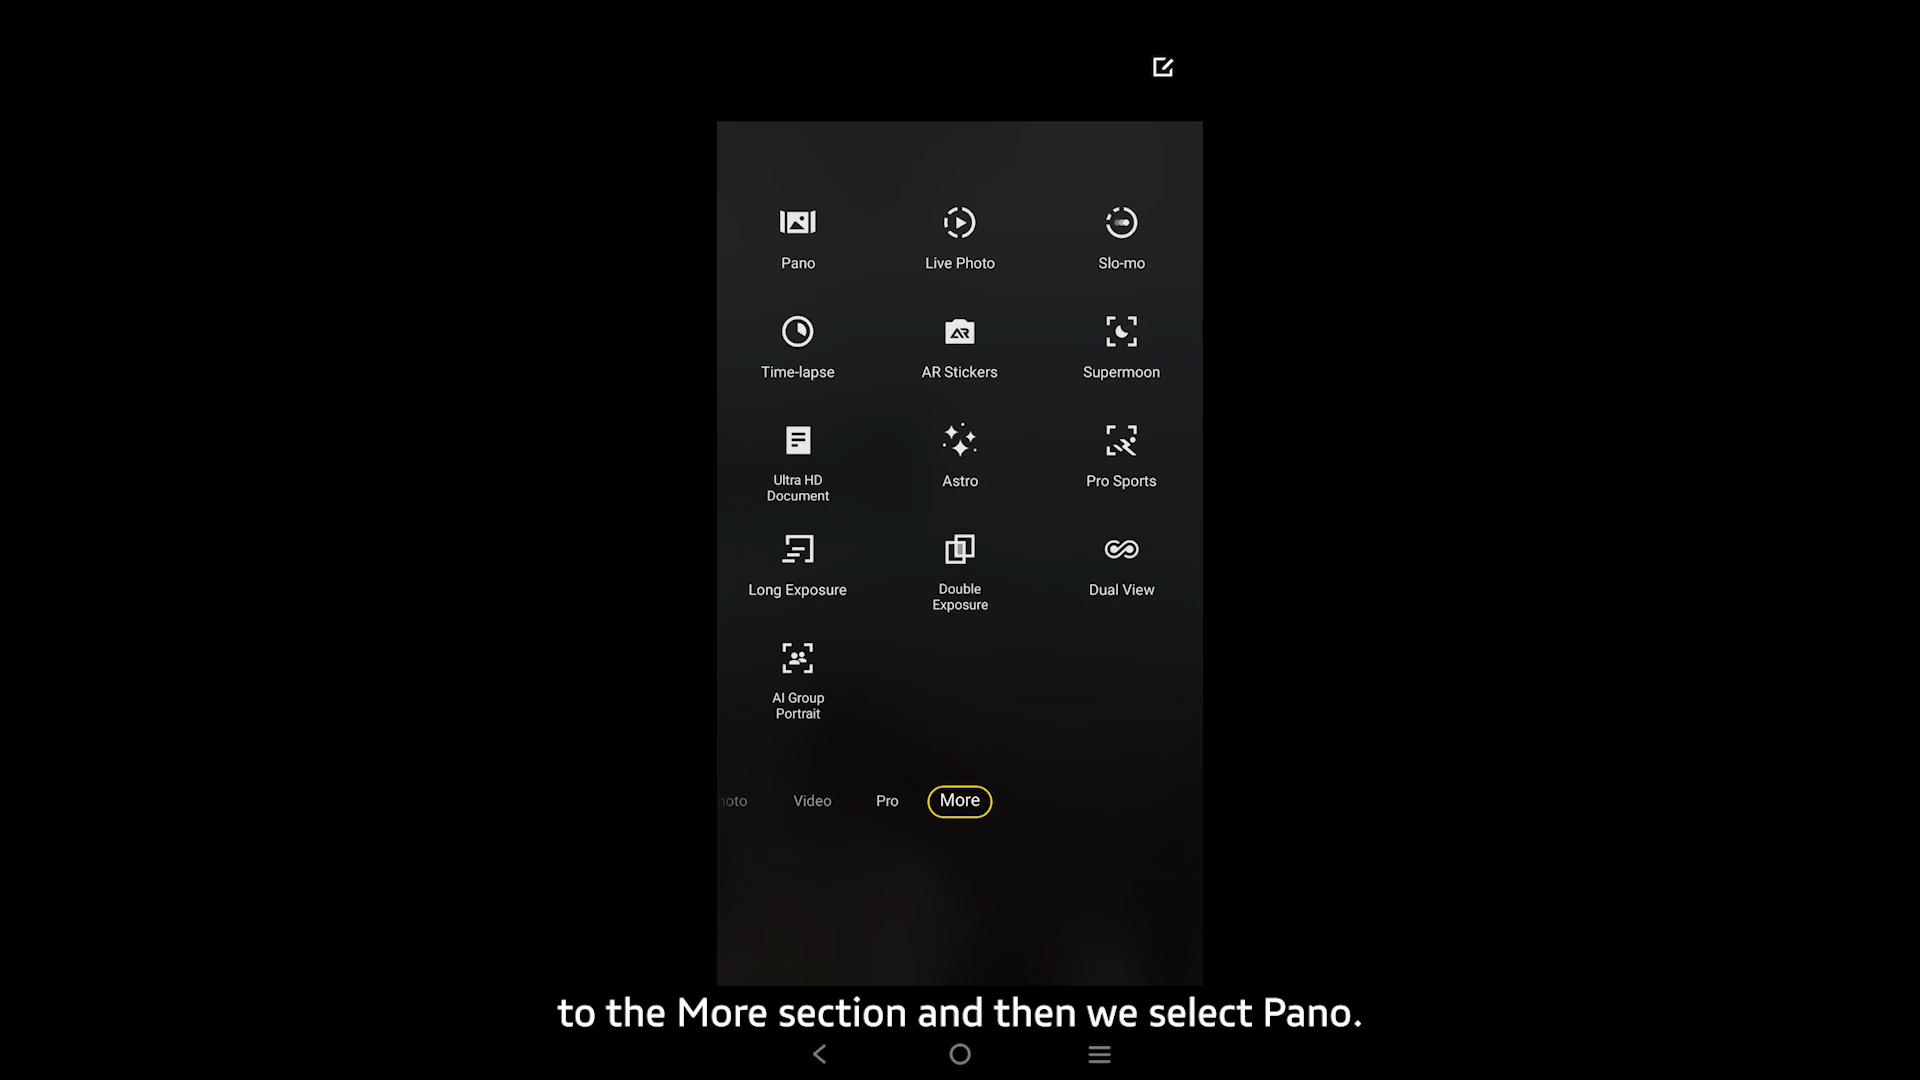 Pano
Live Photo
Slo-mo
Time-lapse
AR Stickers
Supermoon
Ultra HD
Document
Astro
Pro Sports
Long Exposure
Double
Exposure
Dual View
AI Group
Portrait
Video
Pro
More
to the More section and then we select Pano.